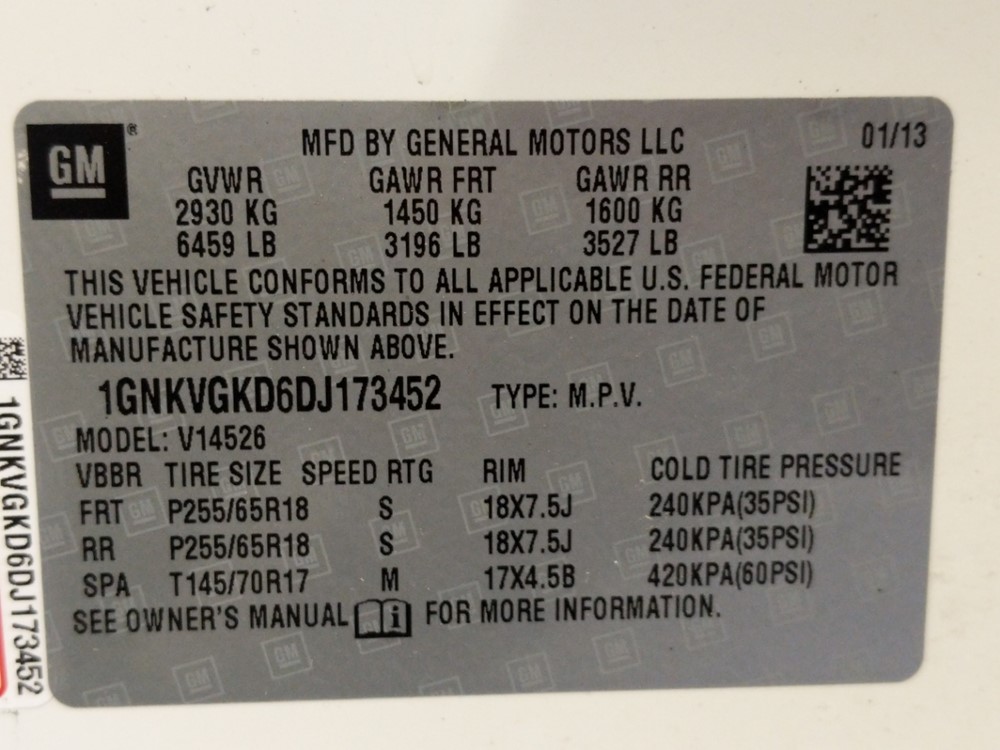 GM®
MFD BY GENERAL MOTORS LLC 01/13
GVWR GAWR FRT GAWR RR
2930 KG 1450 KG 1600 KG
6459 LB 3196 LB 3527 LB
THIS VEHICLE CONFORMS TO ALL APPLICABLE U.S. FEDERAL MOTOR
VEHICLE SAFETY STANDARDS IN EFFECT ON THE DATE OF
MANUFACTURE SHOWN ABOVE.
1GNKVGKD6DJ173452 TYPE: M.P.V.
MODEL: V14526
VBBR TIRE SIZE SPEED RTG RIM COLD TIRE PRESSURE
FRT P255/65R18 S 18X7.5J 240KPA(35PSI)
RR P255/65R18 S 18X7.5J 240KPA(35PSI)
SPA T145/70R17 M 17X4.5B 420KPA(60PSI)
SEE OWNER'S MANUAL i FOR MORE INFORMATION.
1GNKVGKD6DJ173452